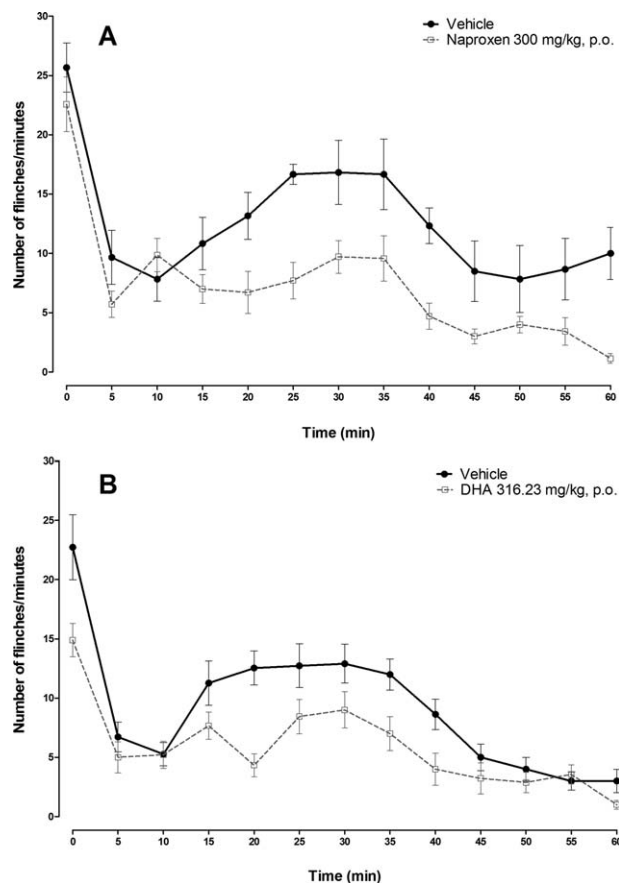 A
Vehicle
Naproxen 300 mg/kg, p.o.
Number of flinches/minutes
30
25
20
15
10
5
0
0 5 10 15 20 25 30 35 40 45 50 55 60
Time (min)
B
Vehicle
DHA 316.23 mg/kg, p.o.
Number of flinches/minutes
30
25
20
15
10
5
0
0 5 10 15 20 25 30 35 40 45 50 55 60
Time (min)